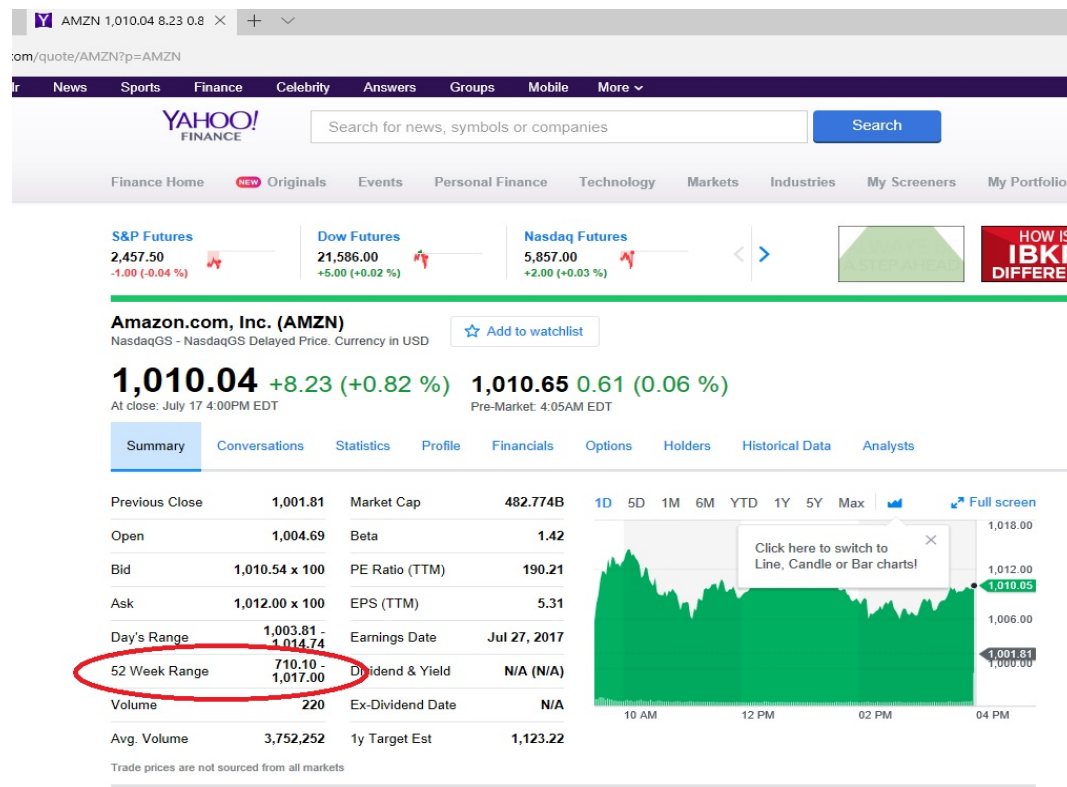 AMZN 1,010.04 8.23 0.8
om/quote/AMZN?p=AMZN
News Sports Finance Celebrity Answers Groups Mobile More
YAHOO!
FINANCE
Search for news, symbols or companies
Search
Finance Home NEW Originals Events Personal Finance Technology Markets Industries My Screeners My Portfolio
S&P Futures Dow Futures Nasdaq Futures
2,457.50 21,586.00 5,857.00
-1.00 (-0.04 %) +5.00 (+0.02 %) +2.00 (+0.03 %)
A STEP AHEAD
HOW IS
IBK
DIFFERE
Amazon.com, Inc. (AMZN)
NasdaqGS - NasdaqGS Delayed Price. Currency in USD
Add to watchlist
1,010.04 +8.23 (+0.82 %) 1,010.65 0.61 (0.06 %)
At close: July 17 4:00PM EDT Pre-Market: 4:05AM EDT
Summary Conversations Statistics Profile Financials Options Holders Historical Data Analysts
Previous Close 1,001.81 Market Cap 482.774B
Open 1,004.69 Beta 1.42
Bid 1,010.54 x 100 PE Ratio (TTM) 190.21
Ask 1,012.00 x 100 EPS (TTM) 5.31
Day's Range 1,003.81 -
1,014.74 Earnings Date Jul 27, 2017
52 Week Range 710.10 -
1,017.00 Dividend & Yield N/A (N/A)
Volume 220 Ex-Dividend Date N/A
Avg. Volume 3,752,252 1y Target Est 1,123.22
Trade prices are not sourced from all markets
1D 5D 1M 6M YTD 1Y 5Y Max Full screen
Click here to switch to
Line, Candle or Bar charts!
1,018.00
1,012.00
1,010.05
1,006.00
1,001.81
1,000.00
10 AM 12 PM 02 PM 04 PM